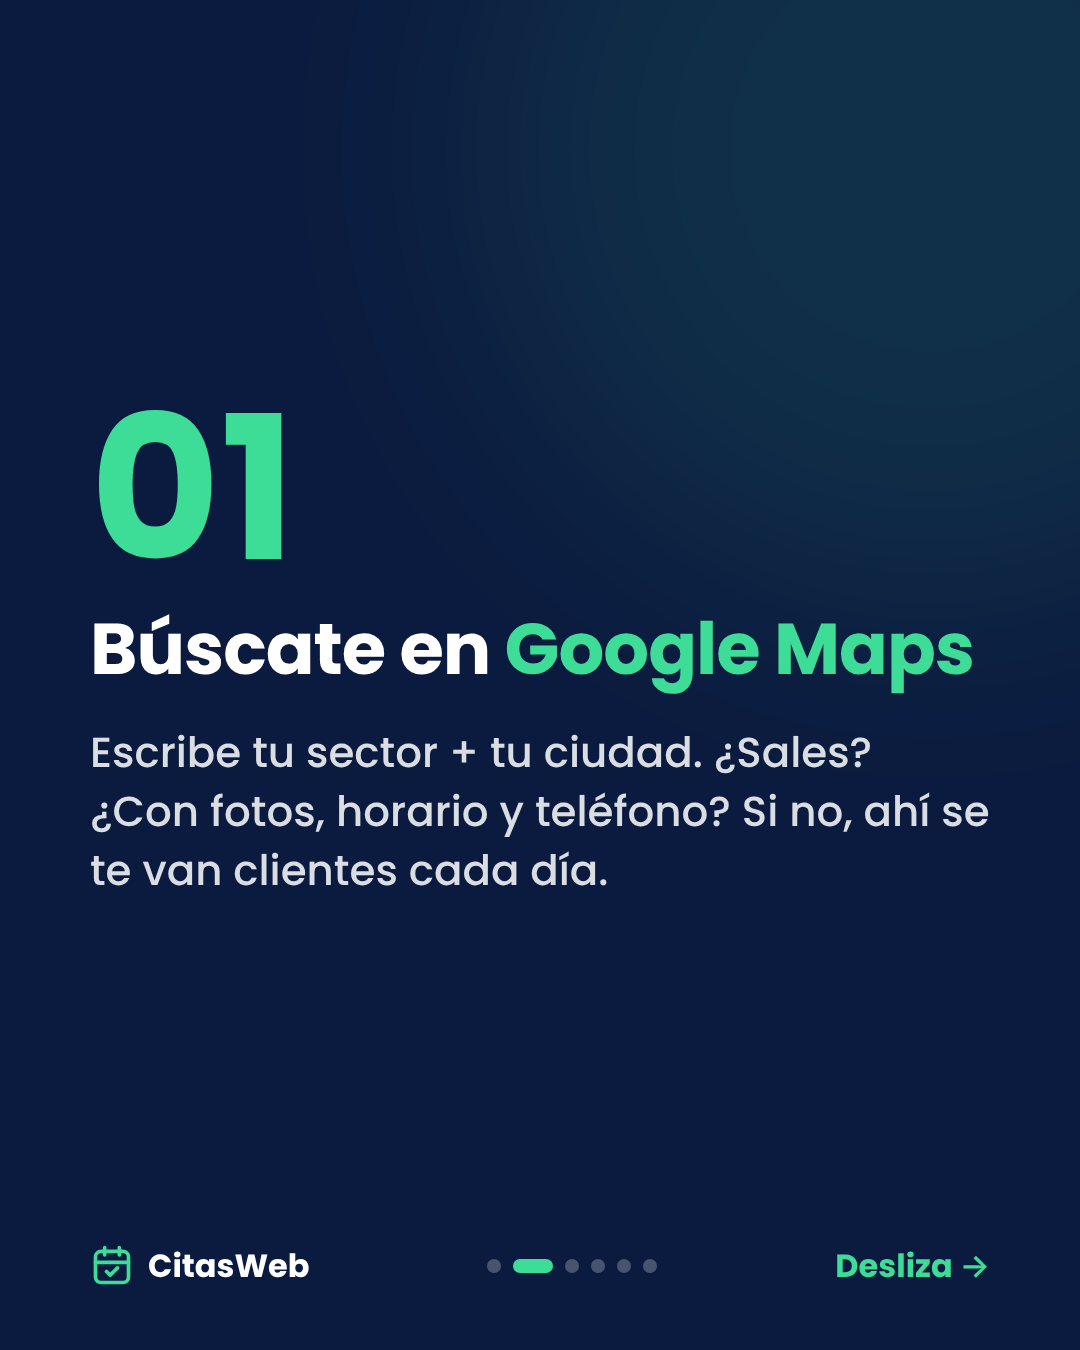 01
Búscate en Google Maps
Escribe tu sector + tu ciudad. ¿Sales?
¿Con fotos, horario y teléfono? Si no, ahí se
te van clientes cada día.
CitasWeb
Desliza →